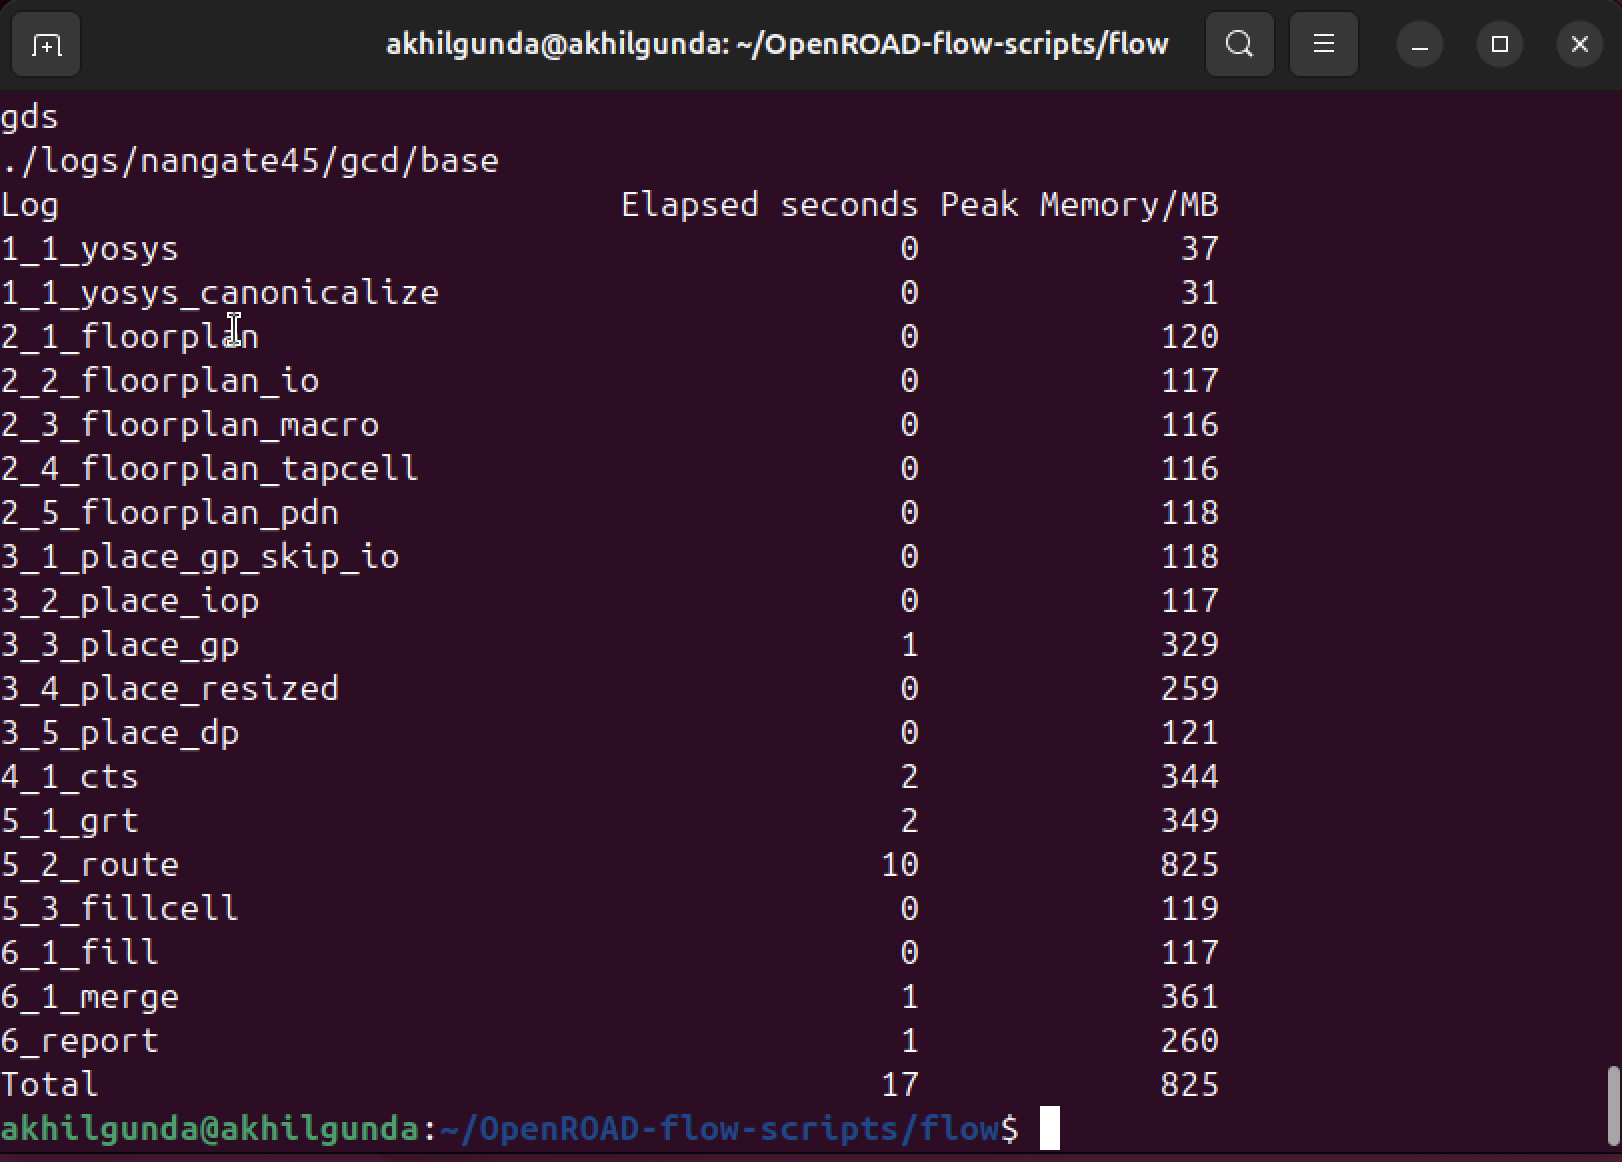 akhilgunda@akhilgunda: ~/OpenROAD-flow-scripts/flow
gds
./logs/nangate45/gcd/base
Log Elapsed seconds Peak Memory/MB
1_1_yosys 0 37
1_1_yosys_canonicalize 0 31
2_1_floorplan 0 120
2_2_floorplan_io 0 117
2_3_floorplan_macro 0 116
2_4_floorplan_tapcell 0 116
2_5_floorplan_pdn 0 118
3_1_place_gp_skip_io 0 118
3_2_place_iop 0 117
3_3_place_gp 1 329
3_4_place_resized 0 259
3_5_place_dp 0 121
4_1_cts 2 344
5_1_grt 2 349
5_2_route 10 825
5_3_fillcell 0 119
6_1_fill 0 117
6_1_merge 1 361
6_report 1 260
Total 17 825
akhilgunda@akhilgunda:~/OpenROAD-flow-scripts/flow$